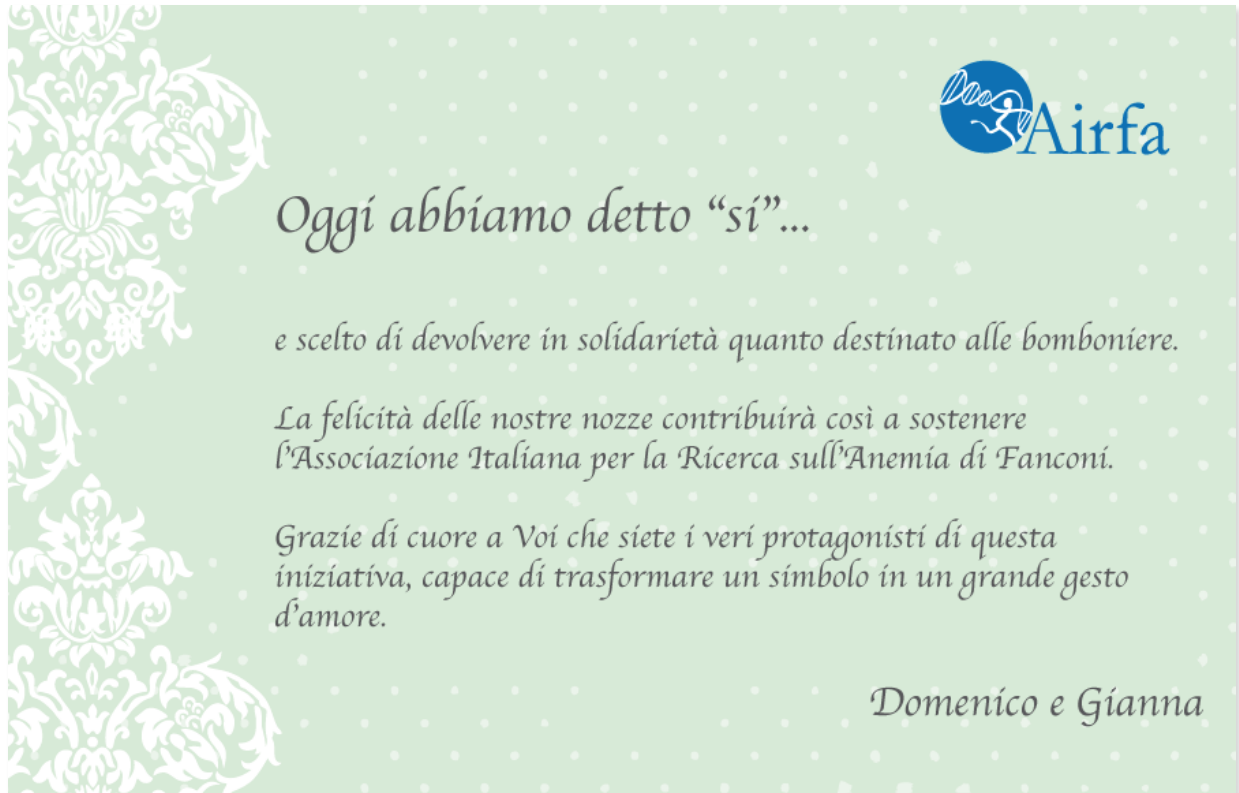 Airfa
Oggi abbiamo detto “si”...
e scelto di devolvere in solidarietà quanto destinato alle bomboniere.
La felicità delle nostre nozze contribuirà così a sostenere
l'Associazione Italiana per la Ricerca sull'Anemia di Fanconi.
Grazie di cuore a Voi che siete i veri protagonisti di questa
iniziativa, capace di trasformare un simbolo in un grande gesto
d'amore.
Domenico e Gianna